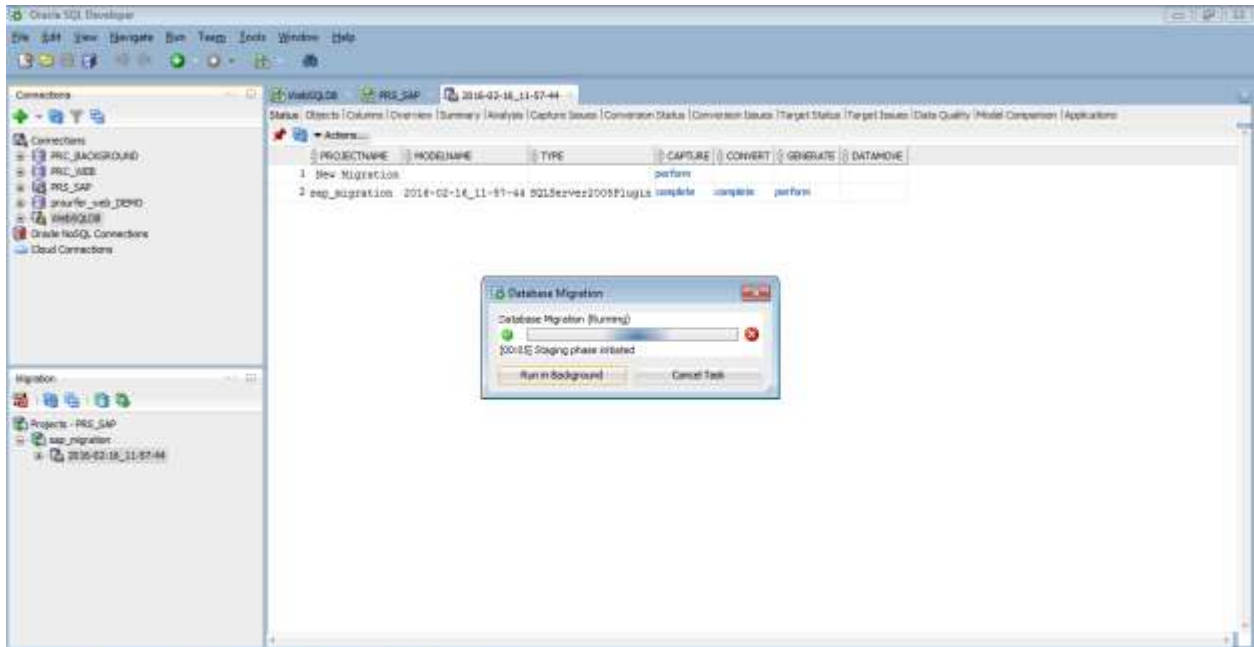 Oracle SQL Developer
File Edit View Navigate Run Team Tools Window Help
Connections
WebSQLDB PRS_SAP 2016-02-16_11-57-44
Status Objects Columns Overview Summary Analysis Capture Issues Conversion Status Conversion Issues Target Status Target Issues Data Quality Model Comparison Applications
Actions...
PROJECTNAME MODELNAME TYPE CAPTURE CONVERT GENERATE DATAMOVE
1 New Migration perform
2 sap_migration 2016-02-16_11-57-44 SQLServer2005Plugin complete complete perform
Connections
PRC_BACKGROUND
PRC_WEB
PRS_SAP
WebSQLDB
Oracle NoSQL Connections
Cloud Connections
Database Migration
Database Migration (Running)
[00:05] Staging phase initiated
Run in Background Cancel Task
Migration
Projects - PRS_SAP
sap_migration
2016-02-16_11-57-44